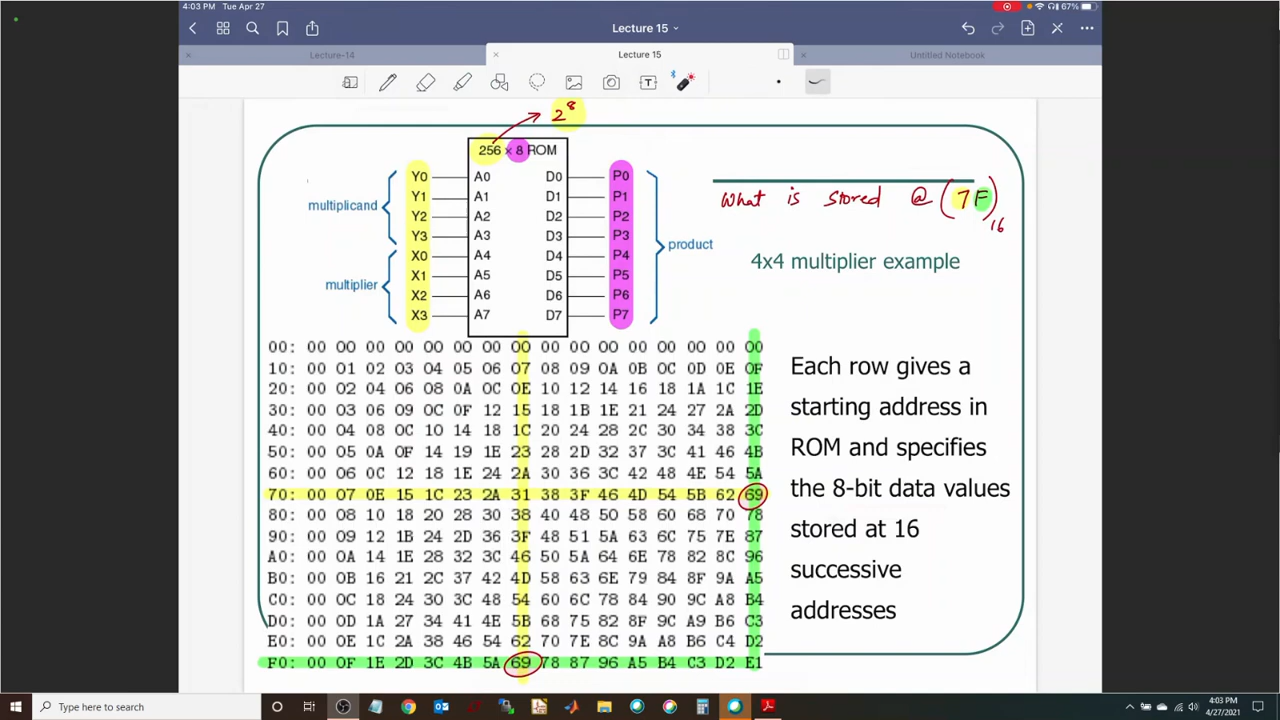 4:03 PM Tue Apr 27
67%
Lecture 15
Lecture-14
Lecture 15
Untitled Notebook
2⁸
256 × 8 ROM
Y0 A0 D0 P0
Y1 A1 D1 P1
Y2 A2 D2 P2
Y3 A3 D3 P3
X0 A4 D4 P4
X1 A5 D5 P5
X2 A6 D6 P6
X3 A7 D7 P7
multiplicand
multiplier
product
What is stored @ (7F)₁₆
4x4 multiplier example
00: 00 00 00 00 00 00 00 00 00 00 00 00 00 00 00 00
10: 00 01 02 03 04 05 06 07 08 09 0A 0B 0C 0D 0E 0F
20: 00 02 04 06 08 0A 0C 0E 10 12 14 16 18 1A 1C 1E
30: 00 03 06 09 0C 0F 12 15 18 1B 1E 21 24 27 2A 2D
40: 00 04 08 0C 10 14 18 1C 20 24 28 2C 30 34 38 3C
50: 00 05 0A 0F 14 19 1E 23 28 2D 32 37 3C 41 46 4B
60: 00 06 0C 12 18 1E 24 2A 30 36 3C 42 48 4E 54 5A
70: 00 07 0E 15 1C 23 2A 31 38 3F 46 4D 54 5B 62 69
80: 00 08 10 18 20 28 30 38 40 48 50 58 60 68 70 78
90: 00 09 12 1B 24 2D 36 3F 48 51 5A 63 6C 75 7E 87
A0: 00 0A 14 1E 28 32 3C 46 50 5A 64 6E 78 82 8C 96
B0: 00 0B 16 21 2C 37 42 4D 58 63 6E 79 84 8F 9A A5
C0: 00 0C 18 24 30 3C 48 54 60 6C 78 84 90 9C A8 B4
D0: 00 0D 1A 27 34 41 4E 5B 68 75 82 8F 9C A9 B6 C3
E0: 00 0E 1C 2A 38 46 54 62 70 7E 8C 9A A8 B6 C4 D2
F0: 00 0F 1E 2D 3C 4B 5A 69 78 87 96 A5 B4 C3 D2 E1
Each row gives a
starting address in
ROM and specifies
the 8-bit data values
stored at 16
successive
addresses
Type here to search
4:03 PM
4/27/2021